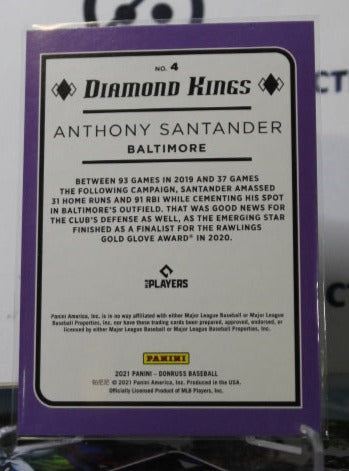 NO. 4
DIAMOND KINGS
ANTHONY SANTANDER
BALTIMORE
BETWEEN 93 GAMES IN 2019 AND 37 GAMES
THE FOLLOWING CAMPAIGN, SANTANDER AMASSED
31 HOME RUNS AND 91 RBI WHILE CEMENTING HIS SPOT
IN BALTIMORE'S OUTFIELD. THAT WAS GOOD NEWS FOR
THE CLUB'S DEFENSE AS WELL, AS THE EMERGING STAR
FINISHED AS A FINALIST FOR THE RAWLINGS
GOLD GLOVE AWARD® IN 2020.
MLB PLAYERS
Panini America, Inc. is in no way affiliated with either Major League Baseball or Major League
Baseball Properties, Inc. nor have these trading cards been prepared, approved, endorsed, or
licensed by either Major League Baseball or Major League Baseball Properties, Inc.
PANINI
2021 PANINI - DONRUSS BASEBALL
© 2021 Panini America, Inc. Produced in the USA.
Officially Licensed Product of MLB Players, Inc.